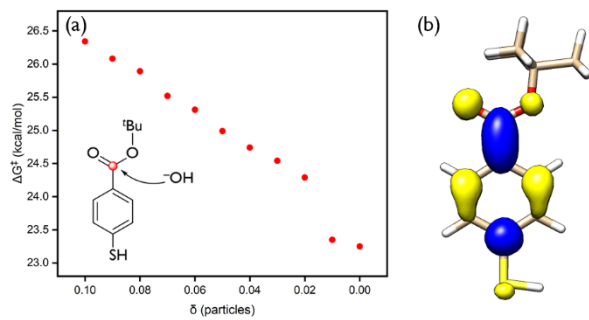 (a)
(b)
ΔG‡ (kcal/mol)
26.5
26.0
25.5
25.0
24.5
24.0
23.5
23.0
ᵗBu
O
O
⁻OH
SH
0.10
0.08
0.06
0.04
0.02
0.00
δ (particles)